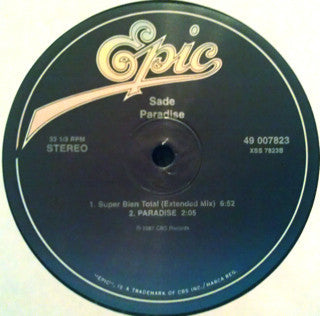 Epic
Sade
Paradise
33 1/3 RPM
STEREO
49 007823
XSS 7823B
1. Super Bien Total (Extended Mix) 6:52
2. PARADISE 2:05
℗ 1987 CBS Records
"EPIC", IS A TRADEMARK OF CBS INC./MARCA REG.